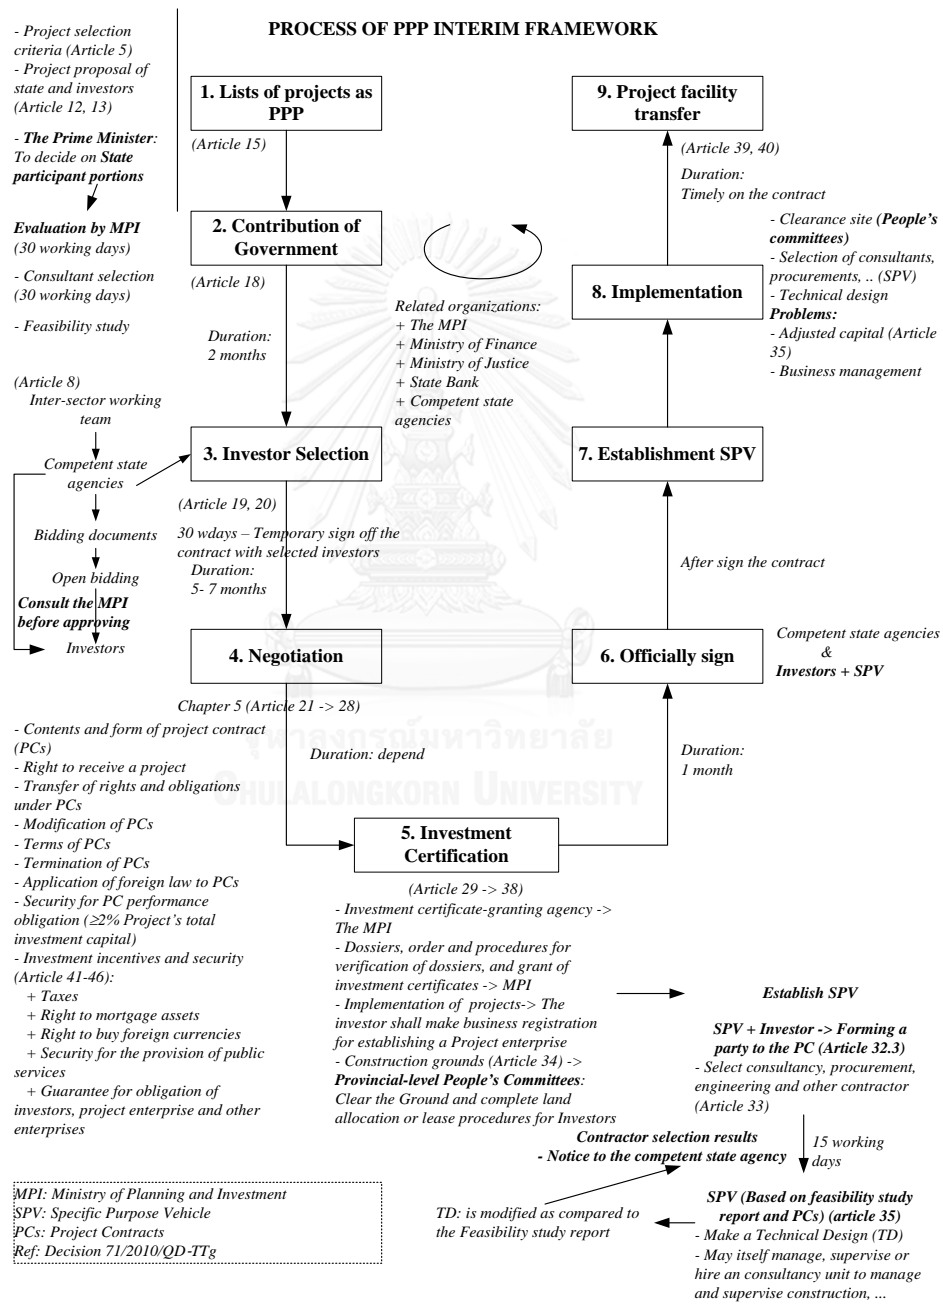 PROCESS OF PPP INTERIM FRAMEWORK
- Project selection
criteria (Article 5)
- Project proposal of
state and investors
(Article 12, 13)
- The Prime Minister:
To decide on State
participant portions
Evaluation by MPI
(30 working days)
- Consultant selection
(30 working days)
- Feasibility study
(Article 8)
Inter-sector working
team
Competent state
agencies
Bidding documents
Open bidding
Consult the MPI
before approving
Investors
1. Lists of projects as
PPP
(Article 15)
2. Contribution of
Government
(Article 18)
Duration:
2 months
Related organizations:
+ The MPI
+ Ministry of Finance
+ Ministry of Justice
+ State Bank
+ Competent state
agencies
3. Investor Selection
(Article 19, 20)
30 wdays – Temporary sign off the
contract with selected investors
Duration:
5- 7 months
4. Negotiation
Chapter 5 (Article 21 -> 28)
- Contents and form of project contract
(PCs)
- Right to receive a project
- Transfer of rights and obligations
under PCs
- Modification of PCs
- Terms of PCs
- Termination of PCs
- Application of foreign law to PCs
- Security for PC performance
obligation (≥2% Project's total
investment capital)
- Investment incentives and security
(Article 41-46):
+ Taxes
+ Right to mortgage assets
+ Right to buy foreign currencies
+ Security for the provision of public
services
+ Guarantee for obligation of
investors, project enterprise and other
enterprises
Duration: depend
จุฬาลงกรณ์มหาวิทยาลัย
CHULALONGKORN UNIVERSITY
5. Investment
Certification
(Article 29 -> 38)
- Investment certificate-granting agency ->
The MPI
- Dossiers, order and procedures for
verification of dossiers, and grant of
investment certificates -> MPI
- Implementation of projects-> The
investor shall make business registration
for establishing a Project enterprise
- Construction grounds (Article 34) ->
Provincial-level People's Committees:
Clear the Ground and complete land
allocation or lease procedures for Investors
Duration:
1 month
6. Officially sign
Competent state agencies
&
Investors + SPV
After sign the contract
7. Establishment SPV
8. Implementation
- Clearance site (People's
committees)
- Selection of consultants,
procurements, .. (SPV)
- Technical design
Problems:
- Adjusted capital (Article
35)
- Business management
9. Project facility
transfer
(Article 39, 40)
Duration:
Timely on the contract
Establish SPV
SPV + Investor -> Forming a
party to the PC (Article 32.3)
- Select consultancy, procurement,
engineering and other contractor
(Article 33)
15 working
days
SPV (Based on feasibility study
report and PCs) (article 35)
- Make a Technical Design (TD)
- May itself manage, supervise or
hire an consultancy unit to manage
and supervise construction, ...
TD: is modified as compared to
the Feasibility study report
Contractor selection results
- Notice to the competent state agency
MPI: Ministry of Planning and Investment
SPV: Specific Purpose Vehicle
PCs: Project Contracts
Ref: Decision 71/2010/QD-TTg